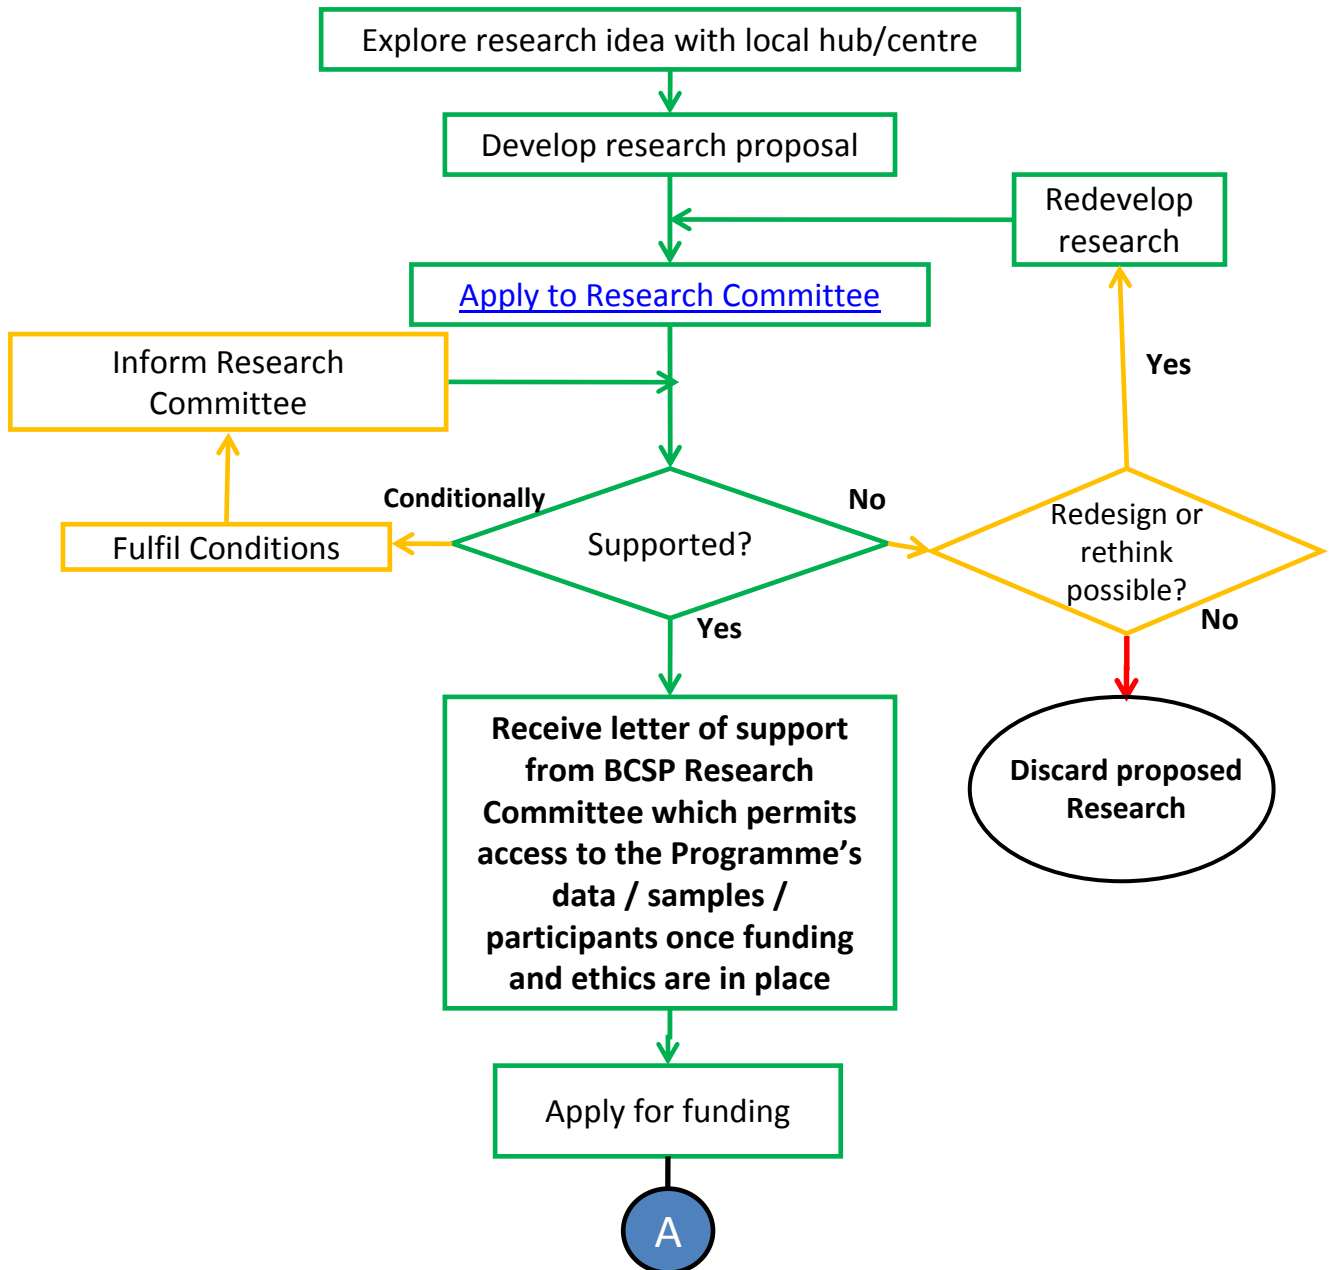 Explore research idea with local hub/centre
Develop research proposal
Redevelop
research
Apply to Research Committee
Inform Research
Committee
Yes
Conditionally
No
Fulfil Conditions
Supported?
Redesign or
rethink
possible?
Yes
No
Receive letter of support
from BCSP Research
Committee which permits
access to the Programme’s
data / samples /
participants once funding
and ethics are in place
Discard proposed
Research
Apply for funding
A